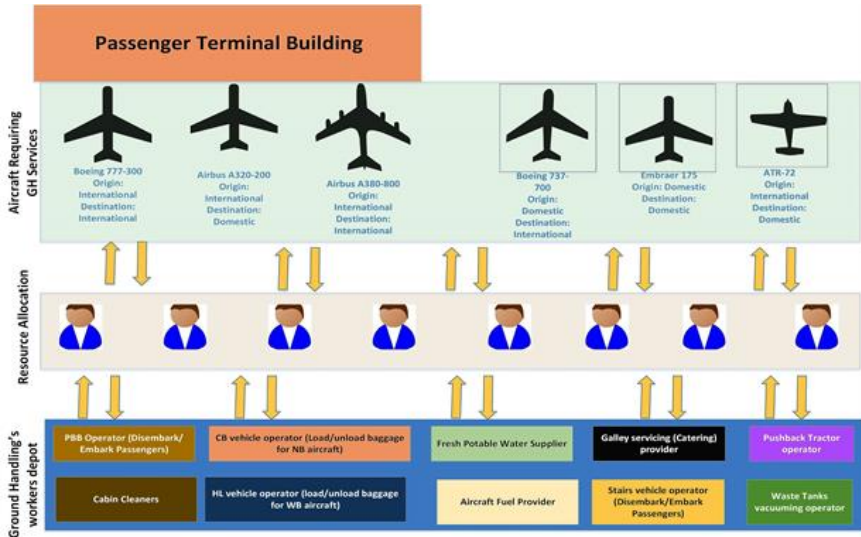 Passenger Terminal Building
Aircraft Requiring
GH Services
Boeing 777-300
Origin:
International
Destination:
International
Airbus A320-200
Origin:
International
Destination:
Domestic
Airbus A380-800
Origin:
International
Destination:
International
Boeing 737-
700
Origin:
Domestic
Destination:
International
Embraer 175
Origin: Domestic
Destination:
Domestic
ATR-72
Origin:
International
Destination:
Domestic
Resource Allocation
Ground Handling's
workers depot
PBB Operator (Disembark/
Embark Passengers)
CB vehicle operator (Load/unload baggage
for NB aircraft)
Fresh Potable Water Supplier
Galley servicing (Catering)
provider
Pushback Tractor
operator
Cabin Cleaners
HL vehicle operator (load/unload baggage
for WB aircraft)
Aircraft Fuel Provider
Stairs vehicle operator
(Disembark/Embark
Passengers)
Waste Tanks
vacuuming operator